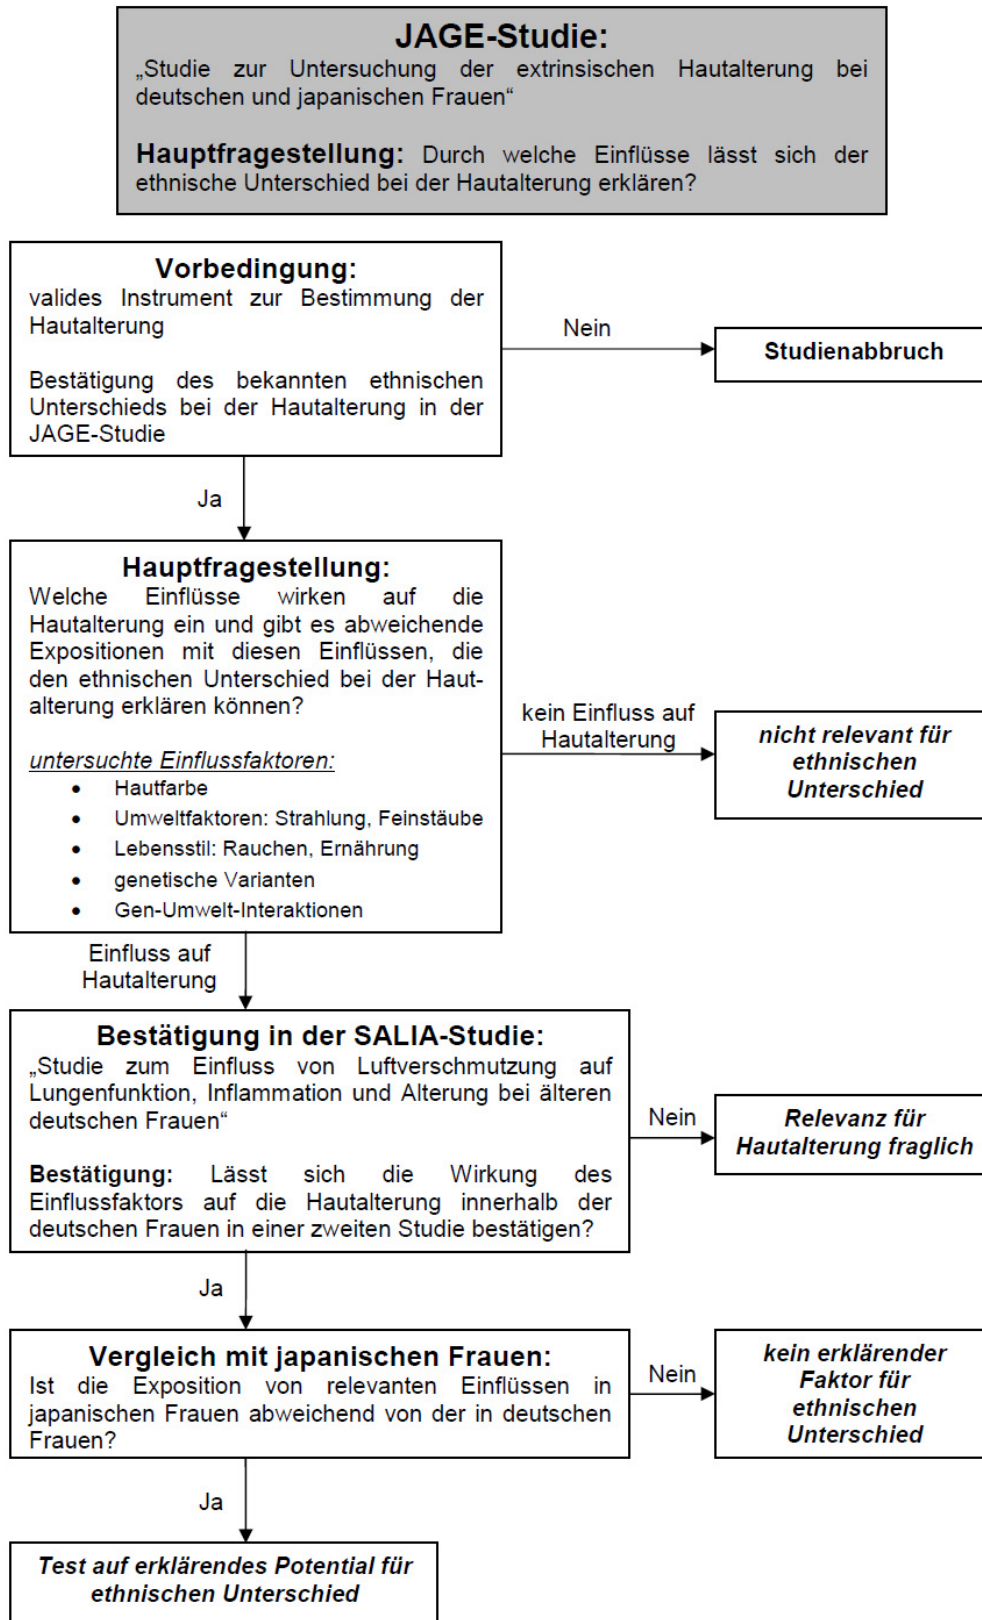 JAGE-Studie:
„Studie zur Untersuchung der extrinsischen Hautalterung bei
deutschen und japanischen Frauen“
Hauptfragestellung: Durch welche Einflüsse lässt sich der
ethnische Unterschied bei der Hautalterung erklären?
Vorbedingung:
valides Instrument zur Bestimmung der
Hautalterung
Bestätigung des bekannten ethnischen
Unterschieds bei der Hautalterung in der
JAGE-Studie
Nein
Studienabbruch
Ja
Hauptfragestellung:
Welche Einflüsse wirken auf die
Hautalterung ein und gibt es abweichende
Expositionen mit diesen Einflüssen, die
den ethnischen Unterschied bei der Haut-
alterung erklären können?
untersuchte Einflussfaktoren:
• Hautfarbe
• Umweltfaktoren: Strahlung, Feinstäube
• Lebensstil: Rauchen, Ernährung
• genetische Varianten
• Gen-Umwelt-Interaktionen
kein Einfluss auf
Hautalterung
nicht relevant für
ethnischen
Unterschied
Einfluss auf
Hautalterung
Bestätigung in der SALIA-Studie:
„Studie zum Einfluss von Luftverschmutzung auf
Lungenfunktion, Inflammation und Alterung bei älteren
deutschen Frauen“
Bestätigung: Lässt sich die Wirkung des
Einflussfaktors auf die Hautalterung innerhalb der
deutschen Frauen in einer zweiten Studie bestätigen?
Nein
Relevanz für
Hautalterung fraglich
Ja
Vergleich mit japanischen Frauen:
Ist die Exposition von relevanten Einflüssen in
japanischen Frauen abweichend von der in deutschen
Frauen?
Nein
kein erklärender
Faktor für
ethnischen
Unterschied
Ja
Test auf erklärendes Potential für
ethnischen Unterschied